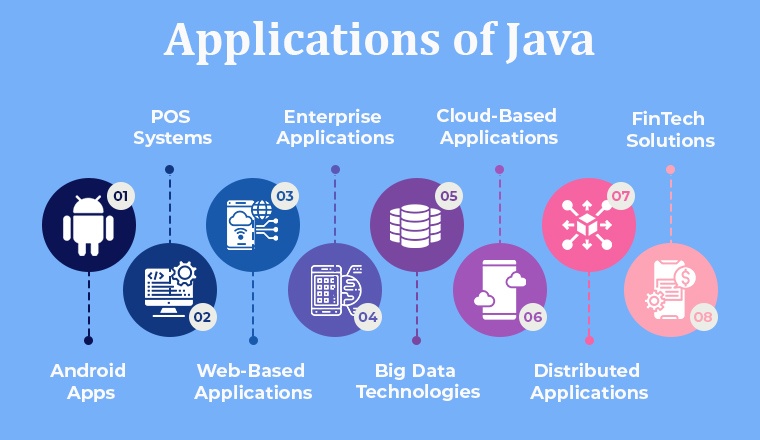 Applications of Java
POS
Systems
Enterprise
Applications
Cloud-Based
Applications
FinTech
Solutions
01
03
05
07
</>
02
04
06
$
08
Android
Apps
Web-Based
Applications
Big Data
Technologies
Distributed
Applications